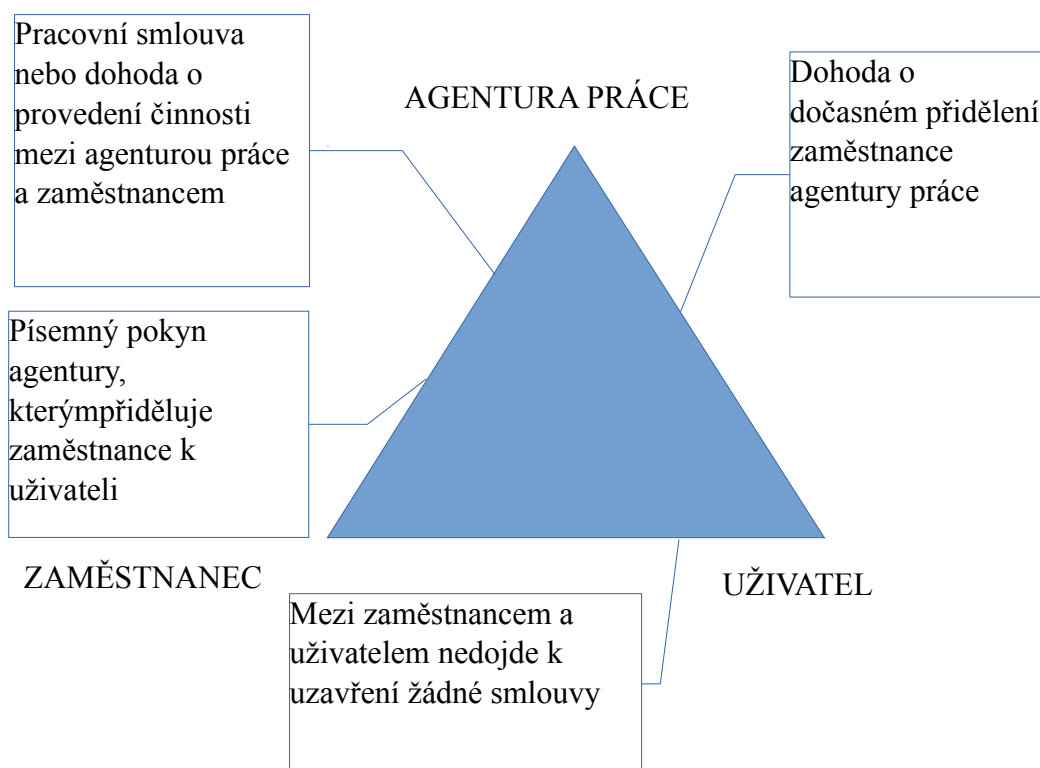 Pracovní smlouva
nebo dohoda o
provedení činnosti
mezi agenturou práce
a zaměstnancem
AGENTURA PRÁCE
Dohoda o
dočasném přidělení
zaměstnance
agentury práce
Písemný pokyn
agentury,
kterýmpřiděluje
zaměstnance k
uživateli
ZAMĚSTNANEC
UŽIVATEL
Mezi zaměstnancem a
uživatelem nedojde k
uzavření žádné smlouvy